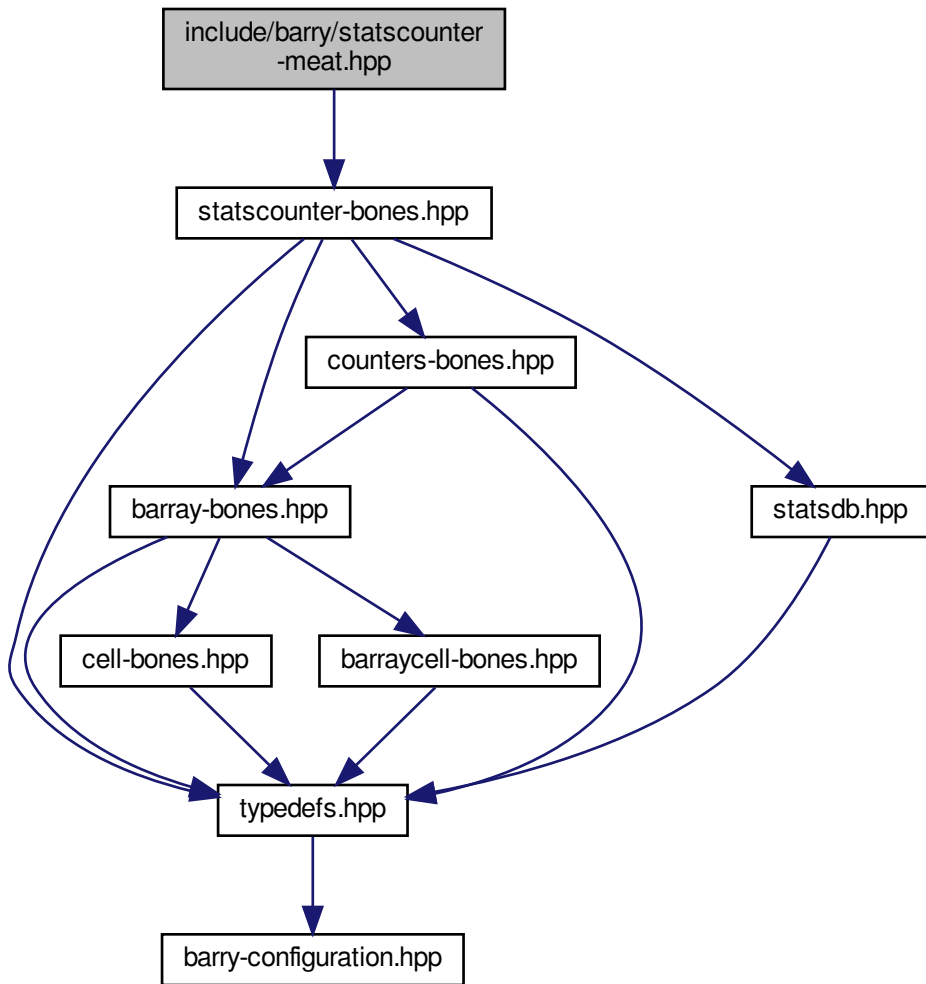 include/barry/statscounter
-meat.hpp
statscounter-bones.hpp
counters-bones.hpp
barray-bones.hpp
statsdb.hpp
cell-bones.hpp
barraycell-bones.hpp
typedefs.hpp
barry-configuration.hpp